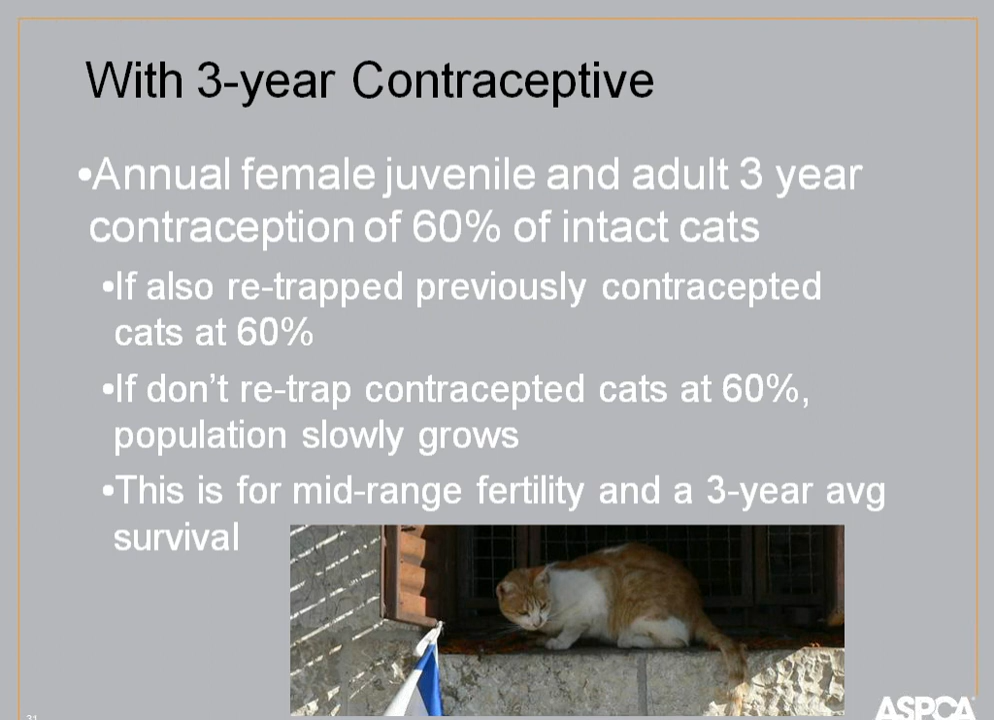 With 3-year Contraceptive
•Annual female juvenile and adult 3 year
contraception of 60% of intact cats
•If also re-trapped previously contracepted
cats at 60%
•If don't re-trap contracepted cats at 60%,
population slowly grows
•This is for mid-range fertility and a 3-year avg
survival
31
ASPCA